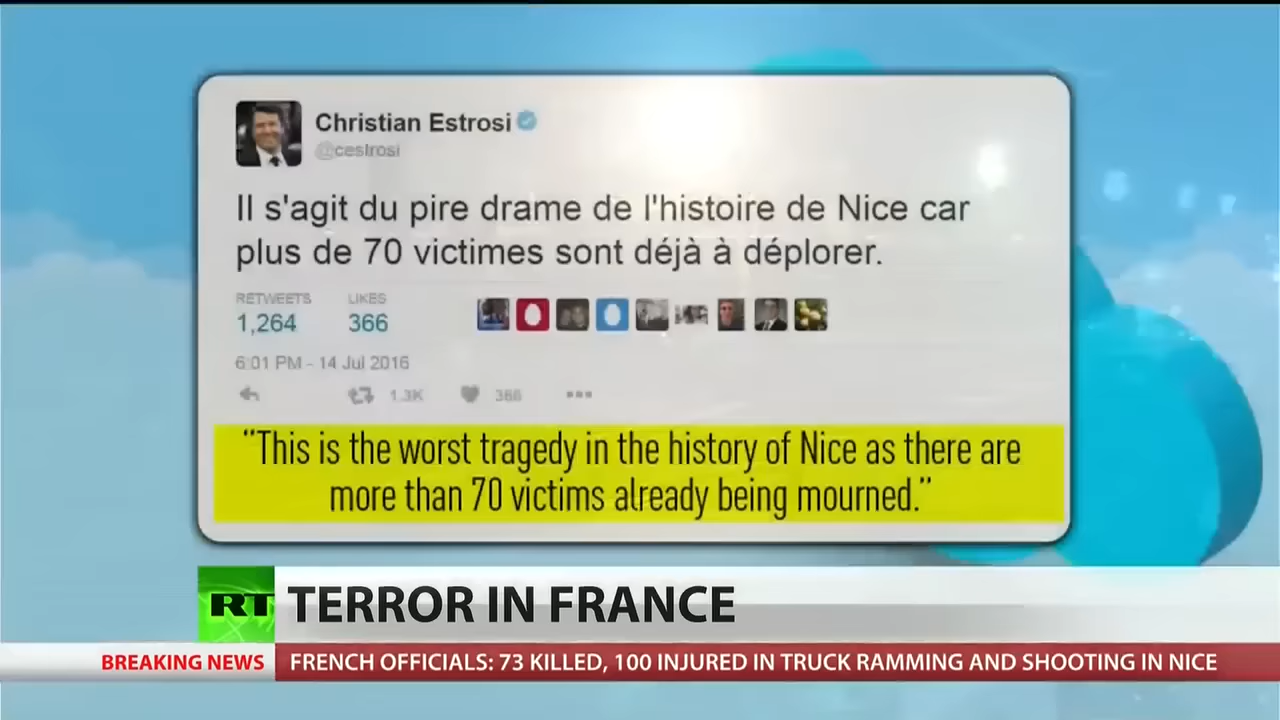 Christian Estrosi
@cestrosi
Il s'agit du pire drame de l'histoire de Nice car
plus de 70 victimes sont déjà à déplorer.
RETWEETS LIKES
1,264 366
6:01 PM - 14 Jul 2016
1.3K 366
"This is the worst tragedy in the history of Nice as there are
more than 70 victims already being mourned."
RT TERROR IN FRANCE
BREAKING NEWS FRENCH OFFICIALS: 73 KILLED, 100 INJURED IN TRUCK RAMMING AND SHOOTING IN NICE